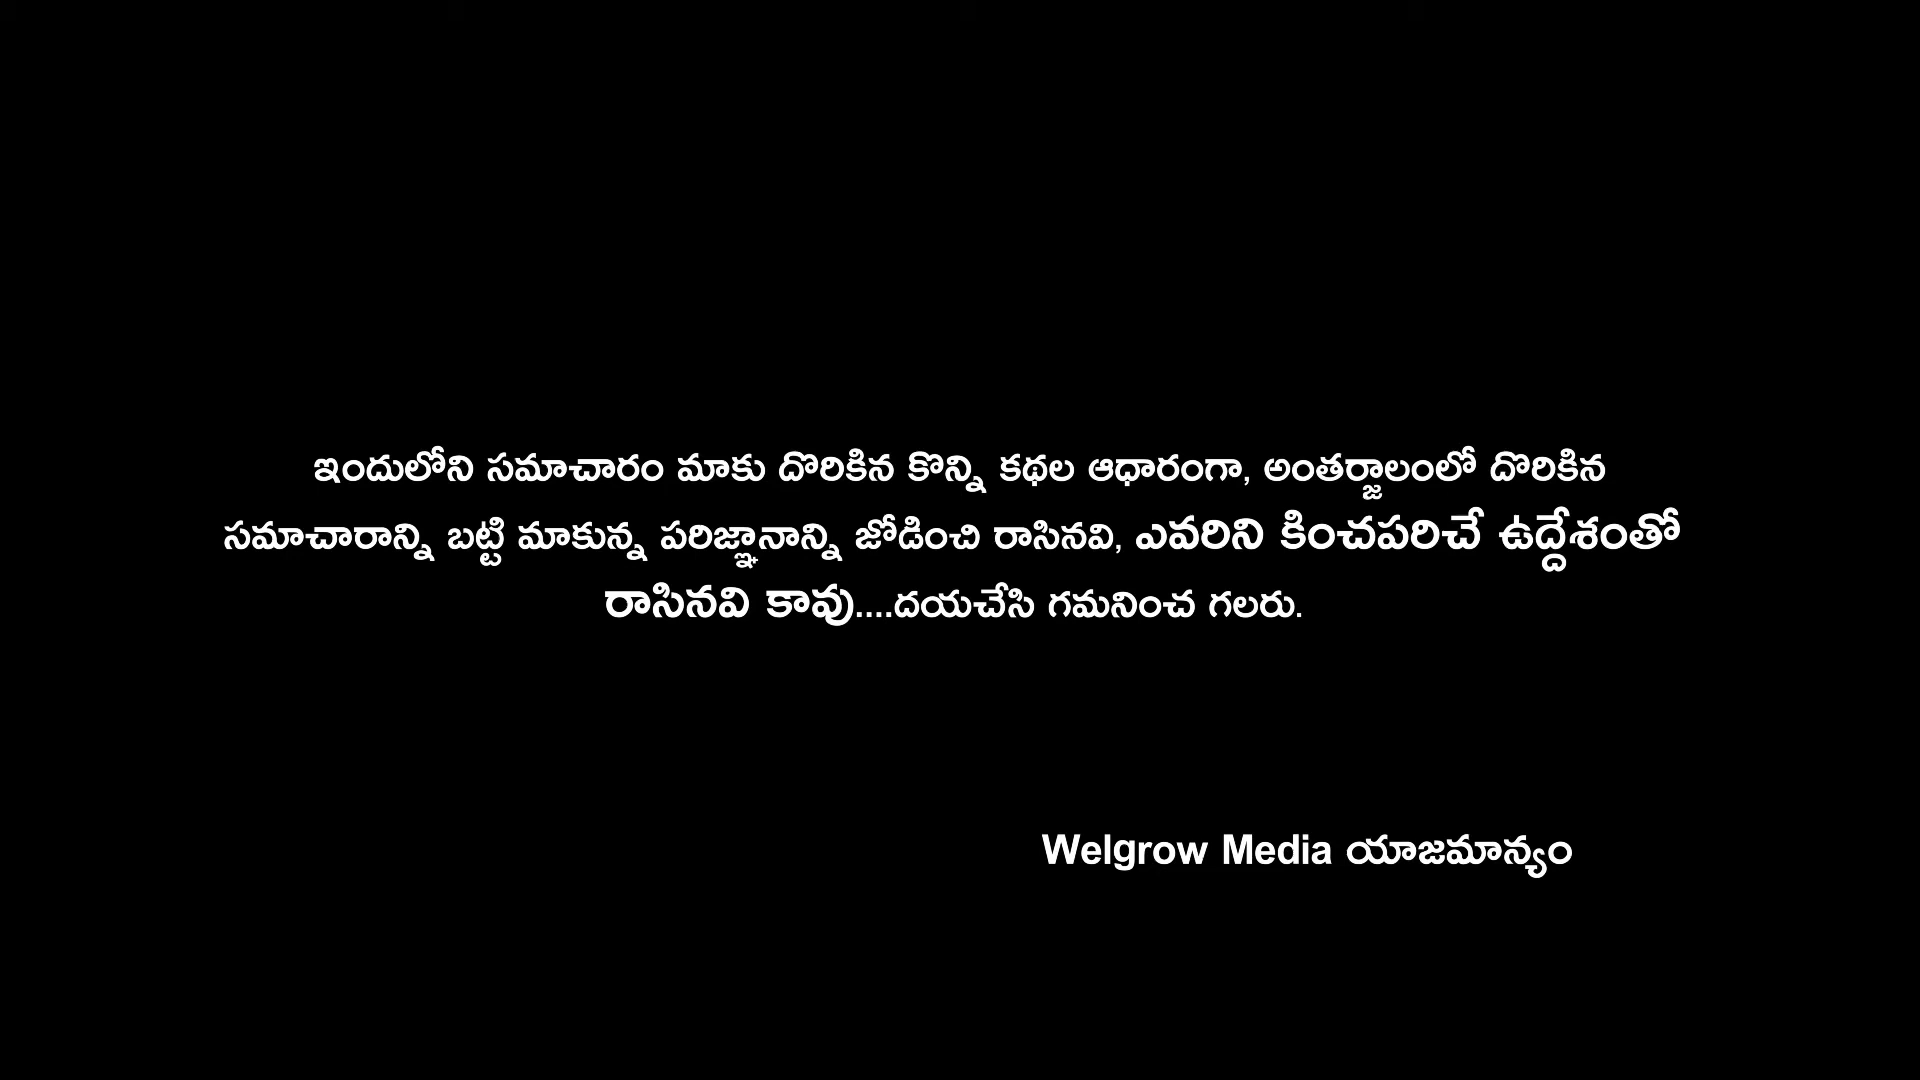 ఇందులోని సమాచారం మాకు దొరికిన కొన్ని కథల ఆధారంగా, అంతర్జాలంలో దొరికిన
సమాచారాన్ని బట్టి మాకున్న పరిజ్ఞానాన్ని జోడించి రాసినవి, ఎవరిని కించపరిచే ఉద్దేశంతో
రాసినవి కావు....దయచేసి గమనించ గలరు.
Welgrow Media యాజమాన్యం